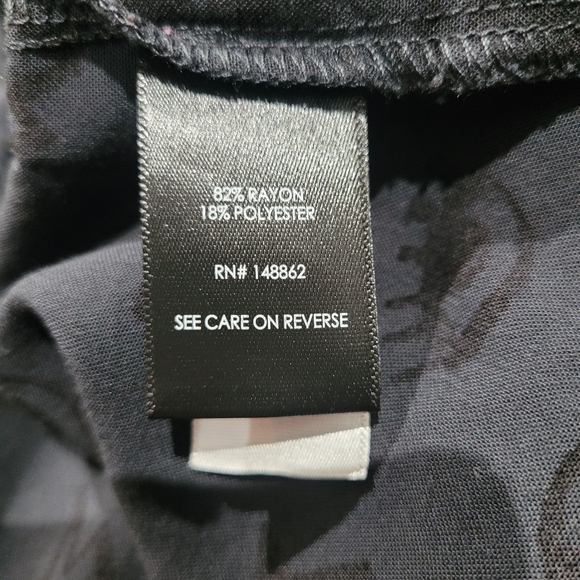 82% RAYON
18% POLYESTER
RN# 148862
SEE CARE ON REVERSE